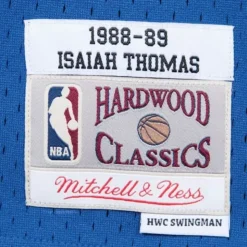 1988-89
ISAIAH THOMAS
HARDWOOD
NBA
CLASSICS
Mitchell & Ness
HWC SWINGMAN